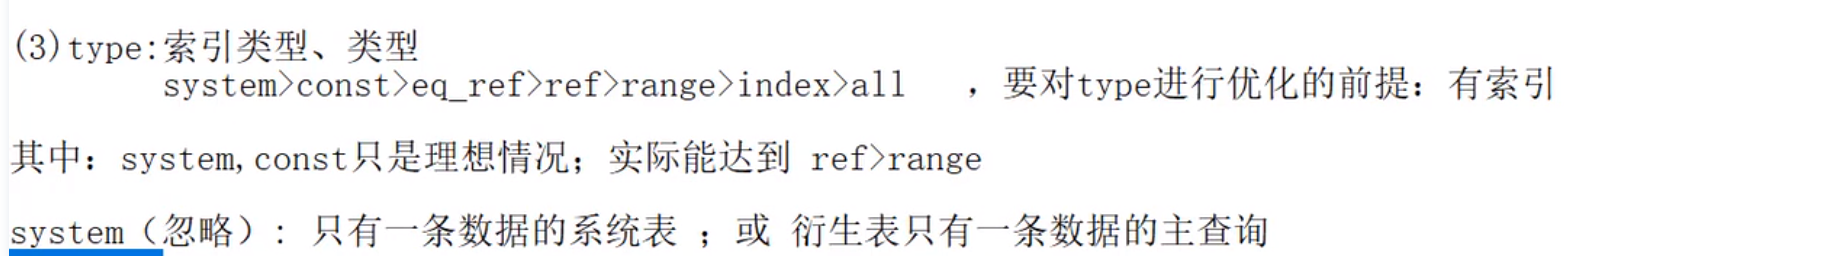 (3)type:索引类型、类型
system>const>eq_ref>ref>range>index>all ，要对type进行优化的前提：有索引
其中：system,const只是理想情况；实际能达到 ref>range
system（忽略）: 只有一条数据的系统表 ；或 衍生表只有一条数据的主查询